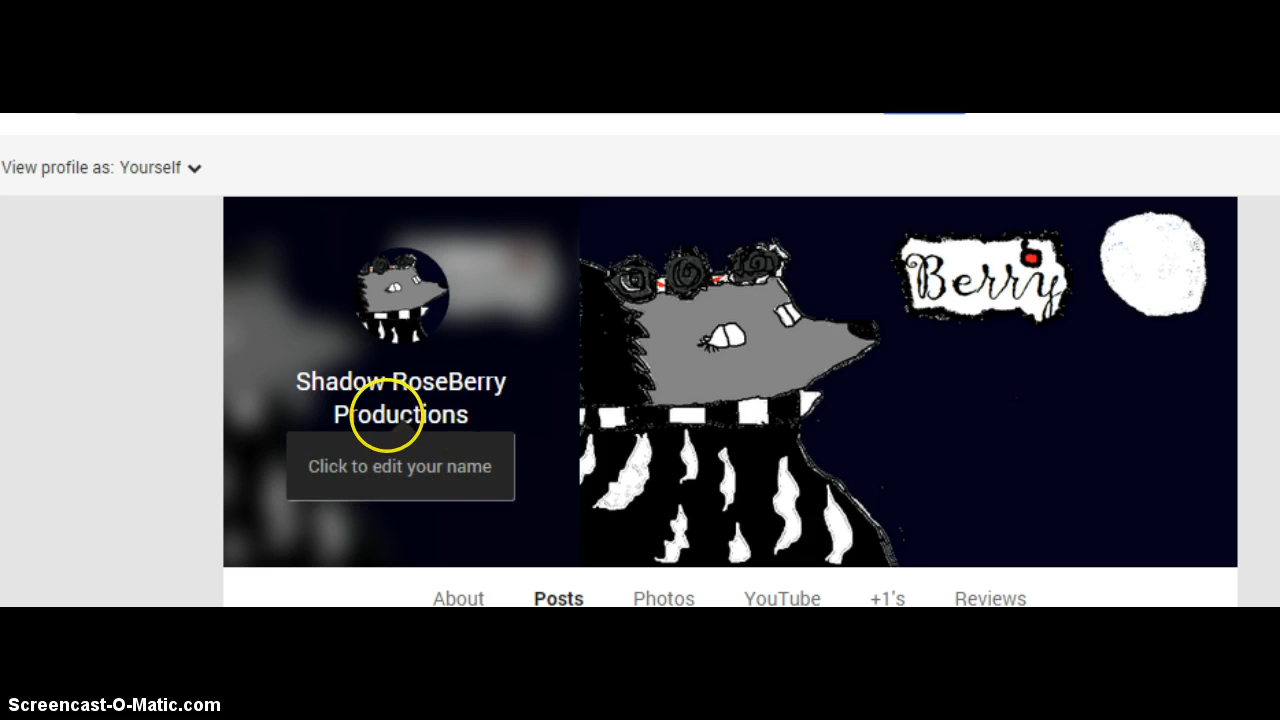 View profile as: Yourself
Berry
Shadow RoseBerry
Productions
Click to edit your name
About Posts Photos YouTube +1's Reviews
Screencast-O-Matic.com